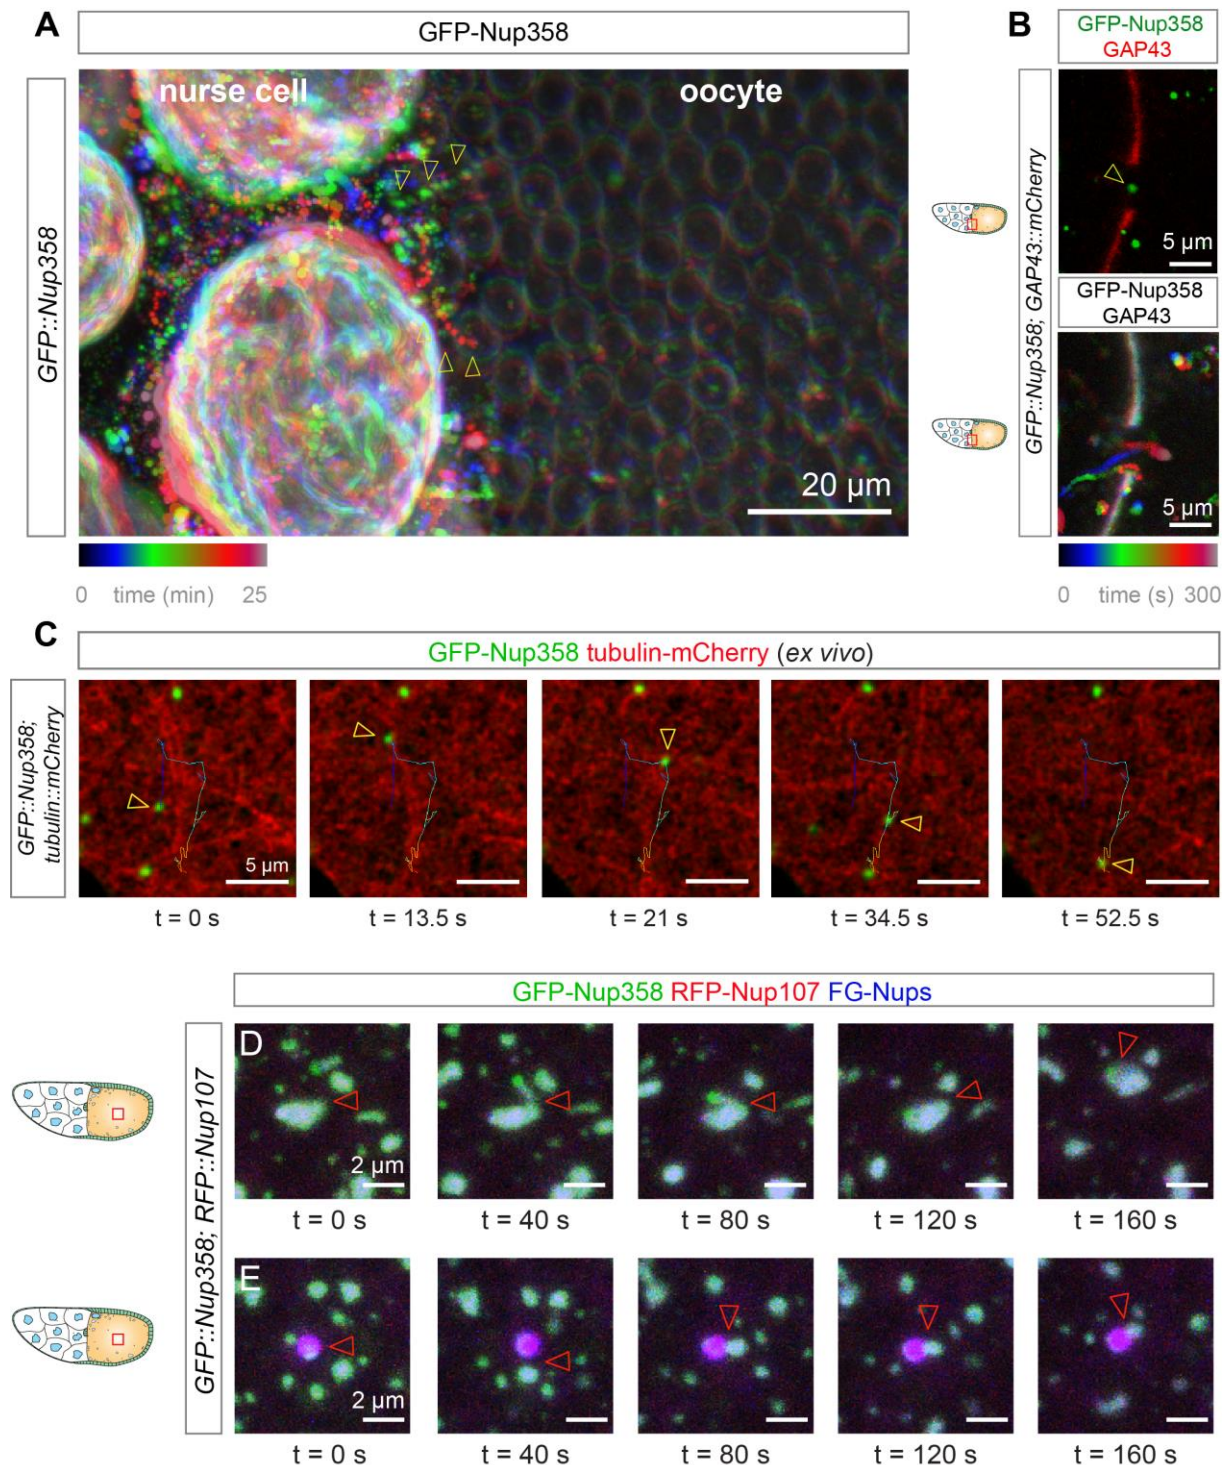 A
GFP-Nup358
GFP::Nup358
nurse cell
oocyte
20 µm
0 time (min) 25
B
GFP-Nup358
GAP43
GFP::Nup358; GAP43::mCherry
5 µm
GFP-Nup358
GAP43
5 µm
0 time (s) 300
C
GFP-Nup358 tubulin-mCherry (ex vivo)
GFP::Nup358;
tubulin::mCherry
5 µm
t = 0 s
t = 13.5 s
t = 21 s
t = 34.5 s
t = 52.5 s
GFP-Nup358 RFP-Nup107 FG-Nups
GFP::Nup358; RFP::Nup107
D
2 µm
t = 0 s
t = 40 s
t = 80 s
t = 120 s
t = 160 s
E
2 µm
t = 0 s
t = 40 s
t = 80 s
t = 120 s
t = 160 s